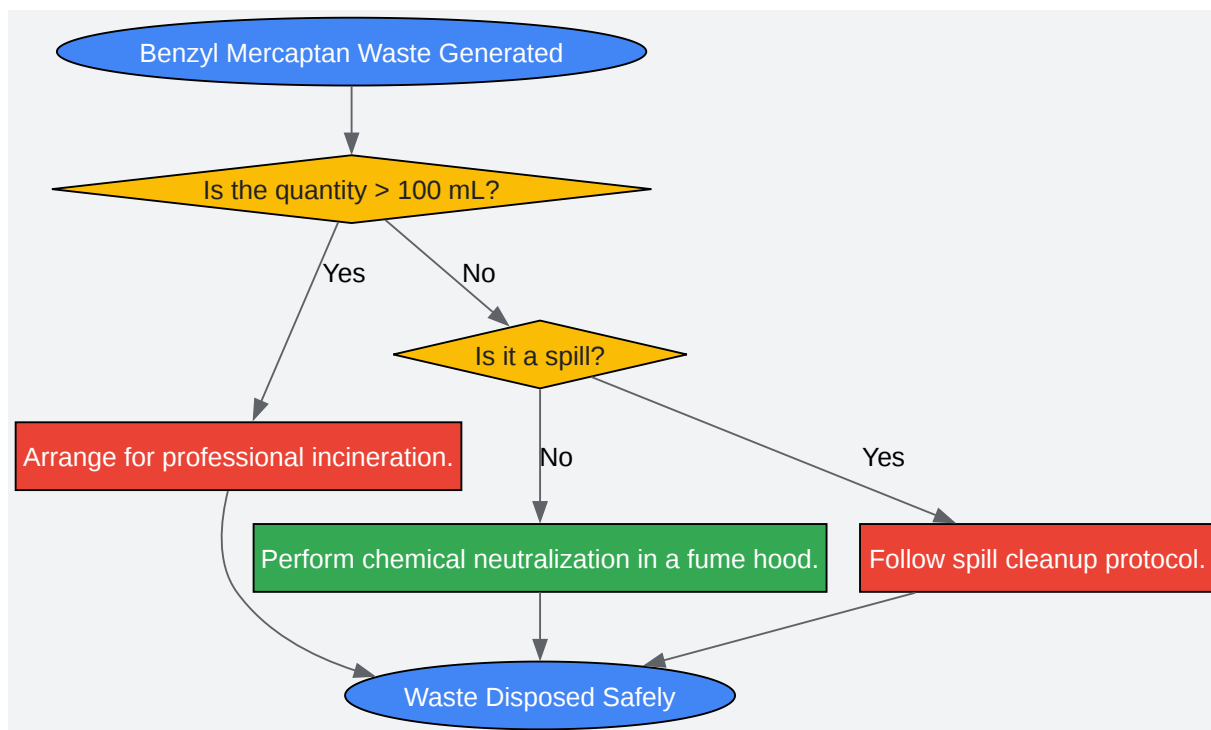 Benzyl Mercaptan Waste Generated
Is the quantity > 100 mL?
Yes
No
Is it a spill?
Arrange for professional incineration.
No
Yes
Perform chemical neutralization in a fume hood.
Follow spill cleanup protocol.
Waste Disposed Safely